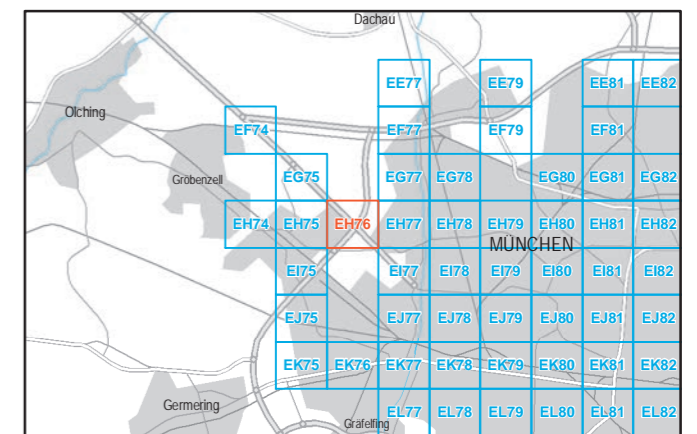 Dachau
EE77 EE79 EE81 EE82
Olching
EF74 EF77 EF79 EF81
Gröbenzell
EG75 EG77 EG78 EG80 EG81 EG82
EH74 EH75 EH76 EH77 EH78 EH79 EH80 EH81 EH82
MÜNCHEN
EI75 EI77 EI78 EI79 EI80 EI81 EI82
EJ75 EJ77 EJ78 EJ79 EJ80 EJ81 EJ82
EK75 EK76 EK77 EK78 EK79 EK80 EK81 EK82
Germering
EL77 EL78 EL79 EL80 EL81 EL82
Gräfelfing